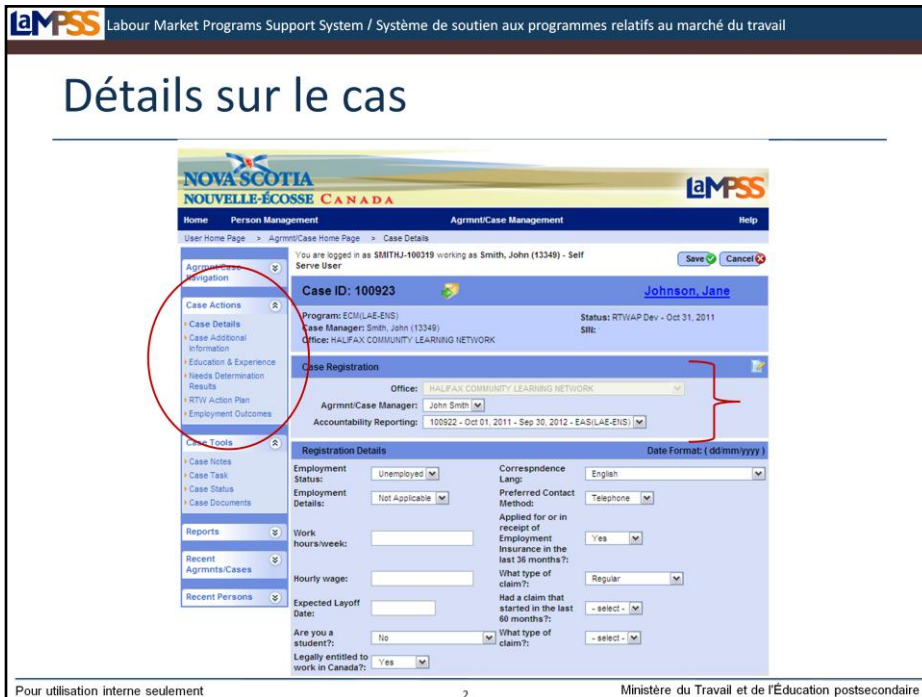 LaMPSS Labour Market Programs Support System / Système de soutien aux programmes relatifs au marché du travail
Détails sur le cas
NOVA SCOTIA
NOUVELLE-ÉCOSSE CANADA
LaMPSS
Home Person Management Agrmnt/Case Management Help
User Home Page > Agrmnt/Case Home Page > Case Details
Agrmnt/Case Navigation
Case Actions
Case Details
Case Additional Information
Education & Experience
Needs Determination Results
RTW Action Plan
Employment Outcomes
Case Tools
Case Notes
Case Task
Case Status
Case Documents
Reports
Recent Agrmnts/Cases
Recent Persons
You are logged in as SMITHJ-100319 working as Smith, John (13349) - Self Serve User
Save Cancel
Case ID: 100923 Johnson, Jane
Program: ECM(LAE-ENS) Status: RTWAP Dev - Oct 31, 2011
Case Manager: Smith, John (13349) SIN:
Office: HALIFAX COMMUNITY LEARNING NETWORK
Case Registration
Office: HALIFAX COMMUNITY LEARNING NETWORK
Agrmnt/Case Manager: John Smith
Accountability Reporting: 100922 - Oct 01, 2011 - Sep 30, 2012 - EAS(LAE-ENS)
Registration Details Date Format: ( dd/mm/yyyy )
Employment Status: Unemployed Correspndence Lang: English
Employment Details: Not Applicable Preferred Contact Method: Telephone
Work hours/week: Applied for or in receipt of Employment Insurance in the last 36 months?: Yes
Hourly wage: What type of claim?: Regular
Expected Layoff Date: Had a claim that started in the last 60 months?: - select -
Are you a student?: No What type of claim?: - select -
Legally entitled to work in Canada?: Yes
Pour utilisation interne seulement 2 Ministère du Travail et de l'Éducation postsecondaire